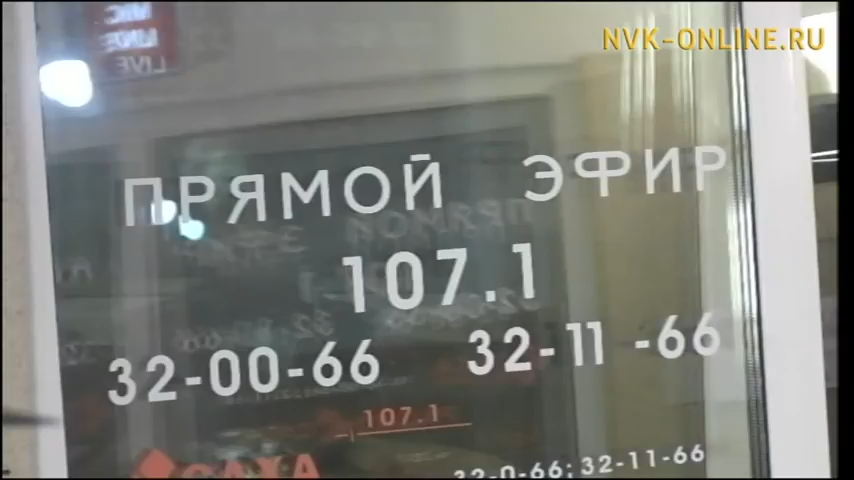 NVK-ONLINE.RU
ПРЯМОЙ ЭФИР
107.1
32-00-66 32-11-66
107.1
САХА
32-0-66; 32-11-66